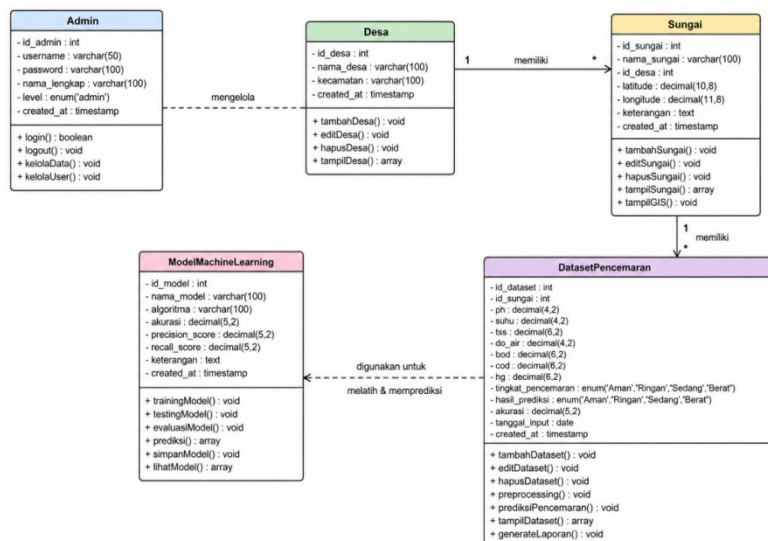 Admin
- id_admin : int
- username : varchar(50)
- password : varchar(100)
- nama_lengkap : varchar(100)
- level : enum('admin')
- created_at : timestamp
+ login() : boolean
+ logout() : void
+ kelolaData() : void
+ kelolaUser() : void
mengelola
Desa
- id_desa : int
- nama_desa : varchar(100)
- kecamatan : varchar(100)
- created_at : timestamp
+ tambahDesa() : void
+ editDesa() : void
+ hapusDesa() : void
+ tampilDesa() : array
1
memiliki
*
Sungai
- id_sungai : int
- nama_sungai : varchar(100)
- id_desa : int
- latitude : decimal(10,8)
- longitude : decimal(11,8)
- keterangan : text
- created_at : timestamp
+ tambahSungai() : void
+ editSungai() : void
+ hapusSungai() : void
+ tampilSungai() : array
+ tampilGIS() : void
1
memiliki
*
ModelMachineLearning
- id_model : int
- nama_model : varchar(100)
- algoritma : varchar(100)
- akurasi : decimal(5,2)
- precision_score : decimal(5,2)
- recall_score : decimal(5,2)
- keterangan : text
- created_at : timestamp
+ trainingModel() : void
+ testingModel() : void
+ evaluasiModel() : void
+ prediksi() : array
+ simpanModel() : void
+ lihatModel() : array
digunakan untuk
melatih & memprediksi
DatasetPencemaran
- id_dataset : int
- id_sungai : int
- ph : decimal(4,2)
- suhu : decimal(4,2)
- tss : decimal(6,2)
- do_air : decimal(4,2)
- bod : decimal(6,2)
- cod : decimal(6,2)
- hg : decimal(6,2)
- tingkat_pencemaran : enum('Aman','Ringan','Sedang','Berat')
- hasil_prediksi : enum('Aman','Ringan','Sedang','Berat')
- akurasi : decimal(5,2)
- tanggal_input : date
- created_at : timestamp
+ tambahDataset() : void
+ editDataset() : void
+ hapusDataset() : void
+ preprocessing() : void
+ prediksiPencemaran() : void
+ tampilDataset() : array
+ generateLaporan() : void